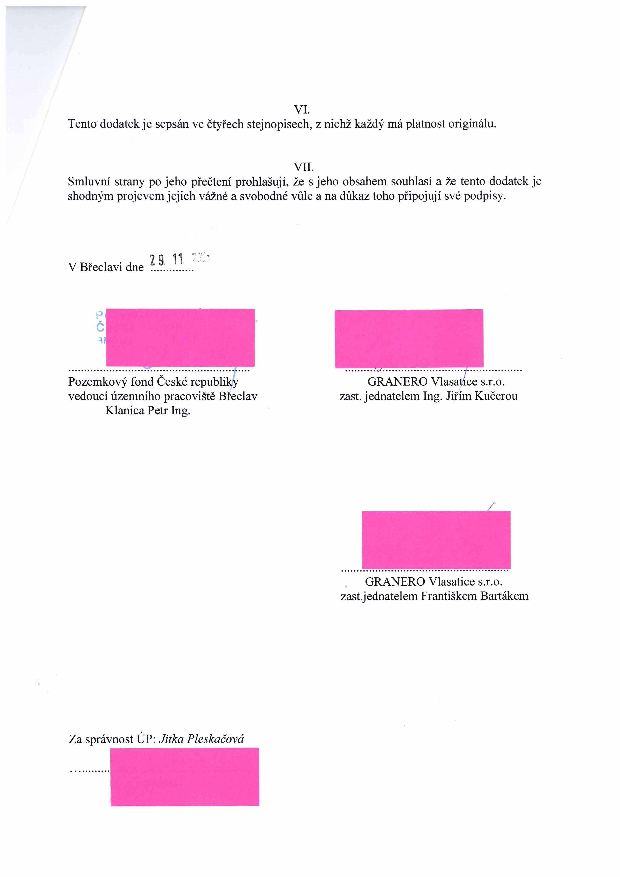 VI.
Tento dodatek je sepsán ve čtyřech stejnopisech, z nichž každý má platnost originálu.
VII.
Smluvní strany po jeho přečtení prohlašují, že s jeho obsahem souhlasí a že tento dodatek je
shodným projevem jejich vážné a svobodné vůle a na důkaz toho připojují své podpisy.
V Břeclavi dne 29. 11
Pozemkový fond České republiky
vedoucí územního pracoviště Břeclav
Klanica Petr Ing.
GRANERO Vlasatice s.r.o.
zast. jednatelem Ing. Jiřím Kučerou
GRANERO Vlasatice s.r.o.
zast.jednatelem Františkem Bartákem
Za správnost ÚP: Jitka Pleskačová